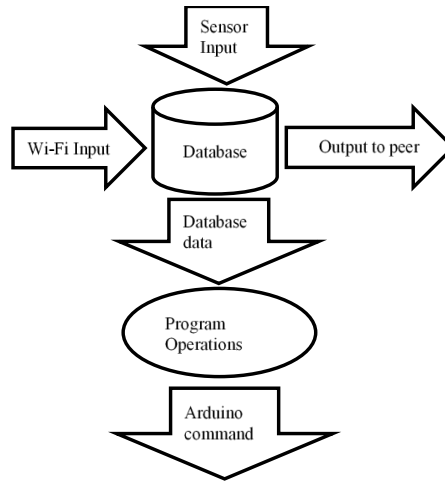 Sensor
Input
Wi-Fi Input
Database
Output to peer
Database
data
Program
Operations
Arduino
command